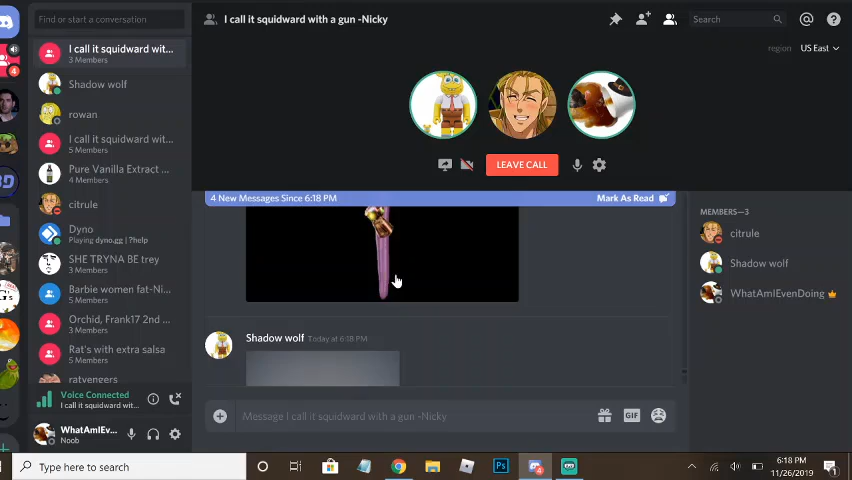 Find or start a conversation
I call it squidward with a gun -Nicky
Search
region US East
I call it squidward wit...
3 Members
Shadow wolf
rowan
I call it squidward wit...
5 Members
Pure Vanilla Extract ...
4 Members
citrule
Dyno
Playing dyno.gg | ?help
SHE TRYNA BE trey
3 Members
Barbie women fat-Ni...
5 Members
Orchid, Frank17 2nd ...
3 Members
Rat's with extra salsa
5 Members
ratvengers
Voice Connected
I call it squidward wit...
WhatAmIEv...
Noob
4
LEAVE CALL
4 New Messages Since 6:18 PM
Mark As Read
Shadow wolf Today at 6:18 PM
Message I call it squidward with a gun -Nicky
GIF
MEMBERS—3
citrule
Shadow wolf
WhatAmIEvenDoing
Type here to search
Ps
4
6:18 PM
11/26/2019
1